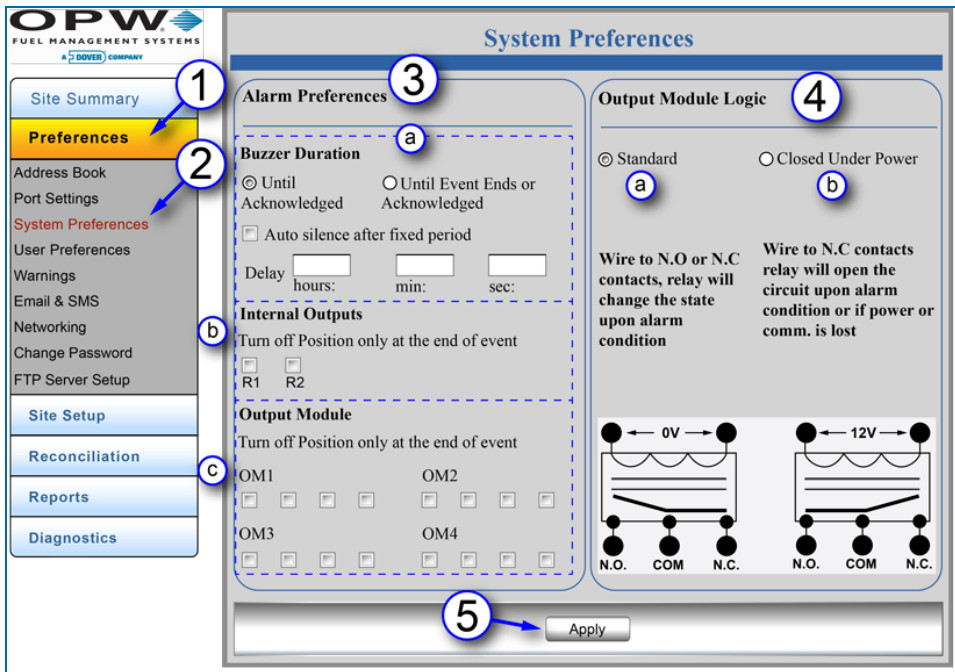 OPW
FUEL MANAGEMENT SYSTEMS
A DOVER COMPANY
System Preferences
1
Site Summary
Preferences
2
Address Book
Port Settings
System Preferences
User Preferences
Warnings
Email & SMS
Networking
Change Password
FTP Server Setup
Site Setup
Reconciliation
Reports
Diagnostics
3
Alarm Preferences
a
Buzzer Duration
Until Acknowledged
Until Event Ends or
Acknowledged
Auto silence after fixed period
Delay hours: min: sec:
b
Internal Outputs
Turn off Position only at the end of event
R1 R2
c
Output Module
Turn off Position only at the end of event
OM1 OM2
OM3 OM4
4
Output Module Logic
Standard
a
Closed Under Power
b
Wire to N.O or N.C
contacts, relay will
change the state
upon alarm
condition
Wire to N.C contacts
relay will open the
circuit upon alarm
condition or if power or
comm. is lost
0V
N.O. COM N.C.
12V
N.O. COM N.C.
5
Apply